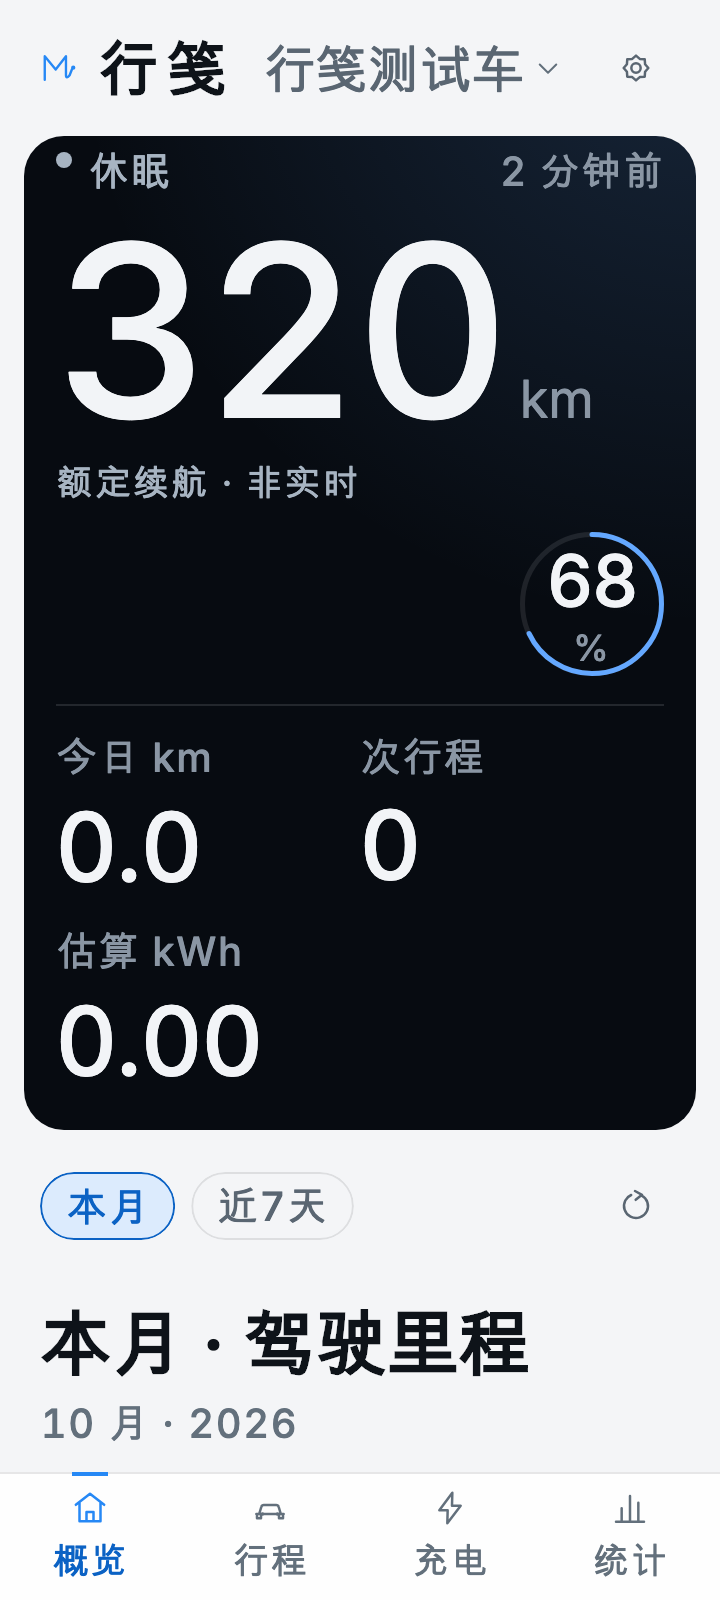 行笺 行笺测试车
休眠 2 分钟前
320 km
额定续航 · 非实时
68
%
今日 km 次行程
0.0 0
估算 kWh
0.00
本月 近7天
本月 · 驾驶里程
10 月 · 2026
概览 行程 充电 统计